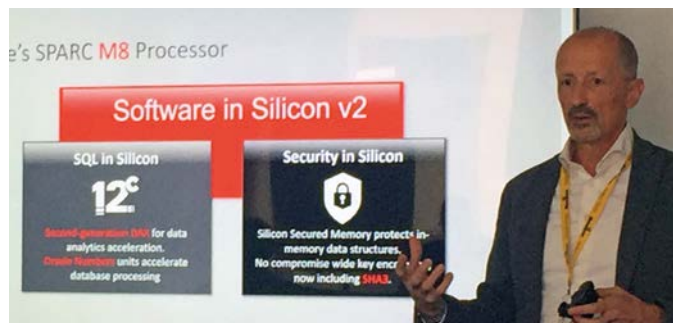 e's SPARC M8 Processor
Software in Silicon v2
SQL in Silicon
12c
Second-generation DAX for data
analytics acceleration.
Oracle Numbers units accelerate
database processing
Security in Silicon
Silicon Secured Memory protects in-
memory data structures.
No compromise wide key encr
now including SHA3.